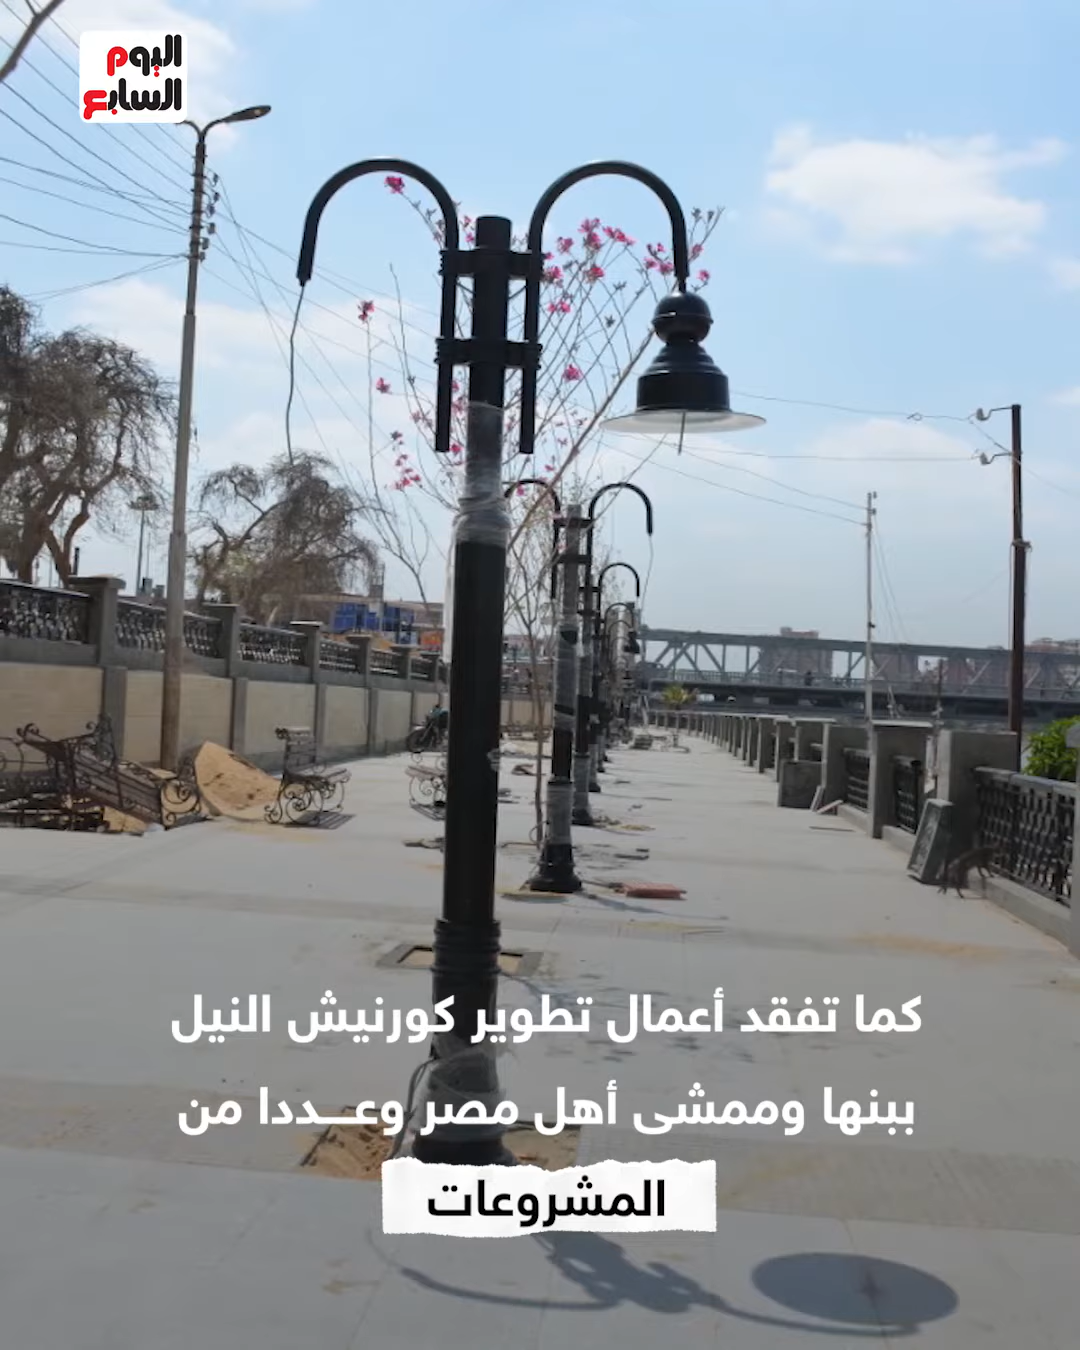 اليوم
السابع
كما تفقد أعمال تطوير كورنيش النيل
ببنها وممشى أهل مصر وعـــددا من
المشروعات